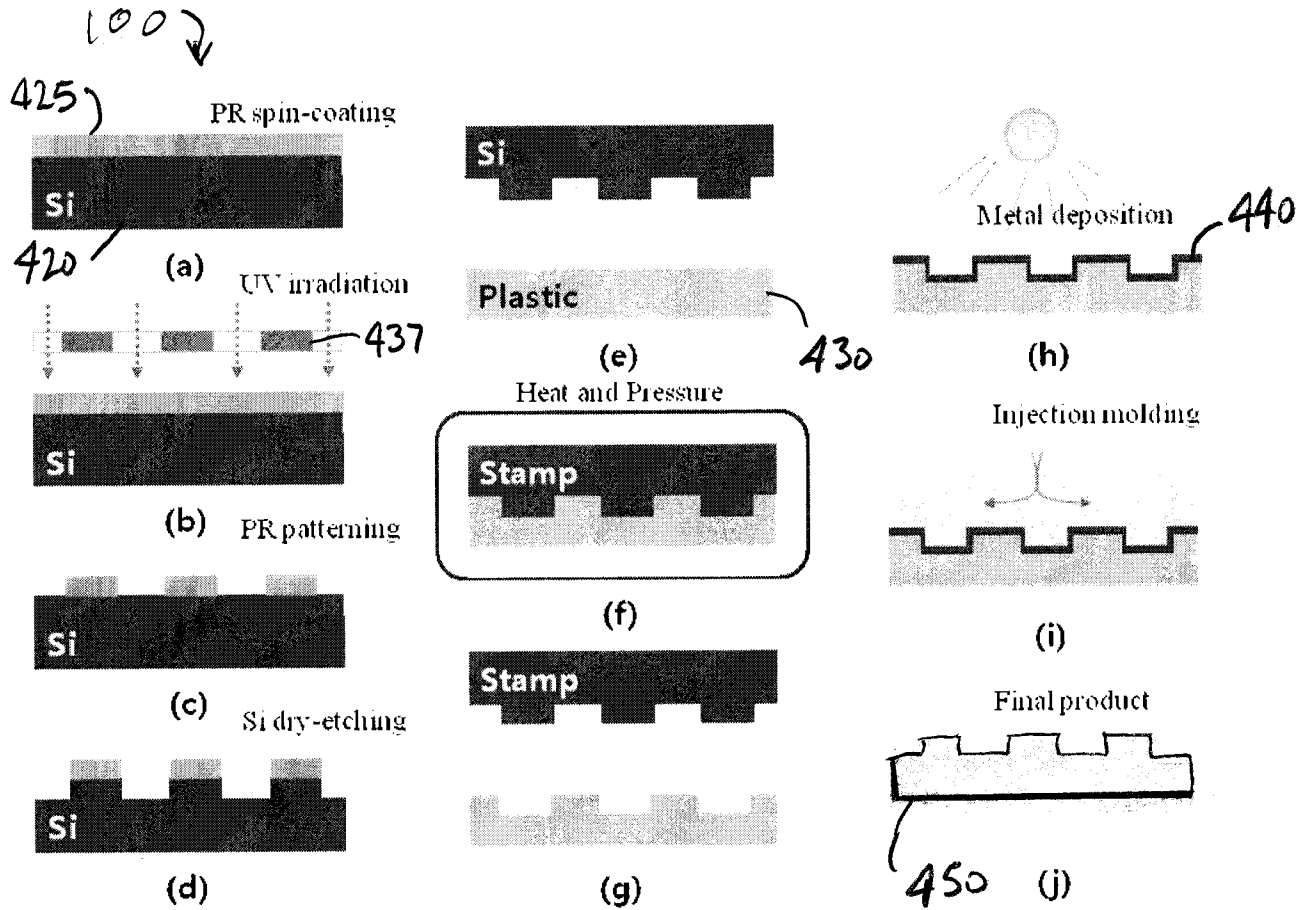 100
425
PR spin-coating
Si
420
(a)
UV irradiation
437
Si
(b)
PR patterning
Si
(c)
Si dry-etching
Si
(d)
Si
Plastic
430
(e)
Heat and Pressure
Stamp
(f)
Stamp
(g)
Metal deposition
440
(h)
Injection molding
(i)
Final product
450
(j)